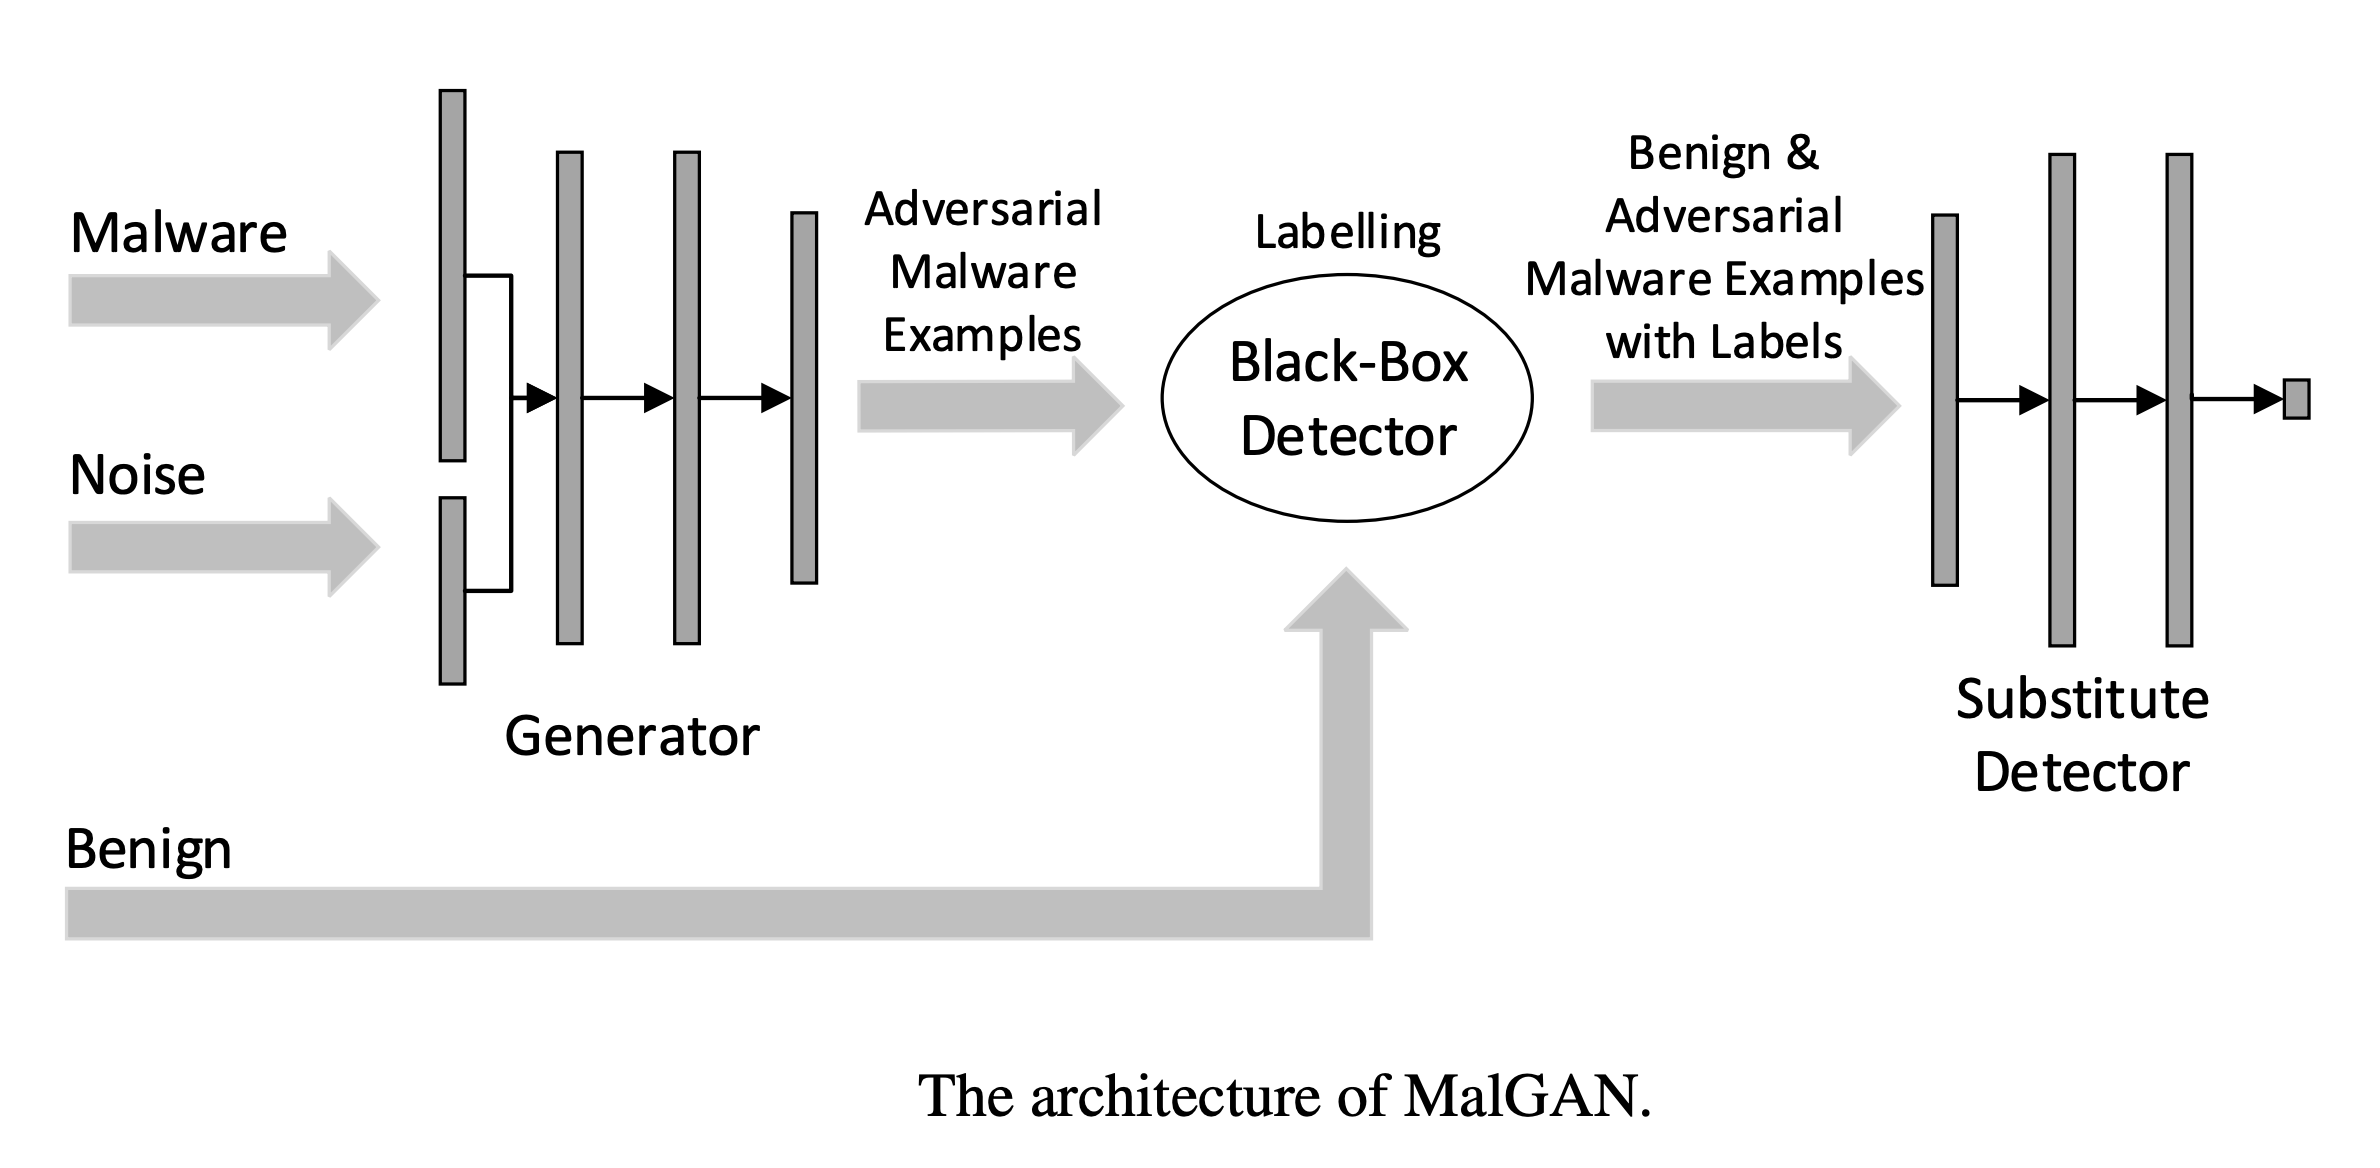 Malware
Noise
Generator
Adversarial
Malware
Examples
Labelling
Black-Box
Detector
Benign &
Adversarial
Malware Examples
with Labels
Substitute
Detector
Benign
The architecture of MalGAN.